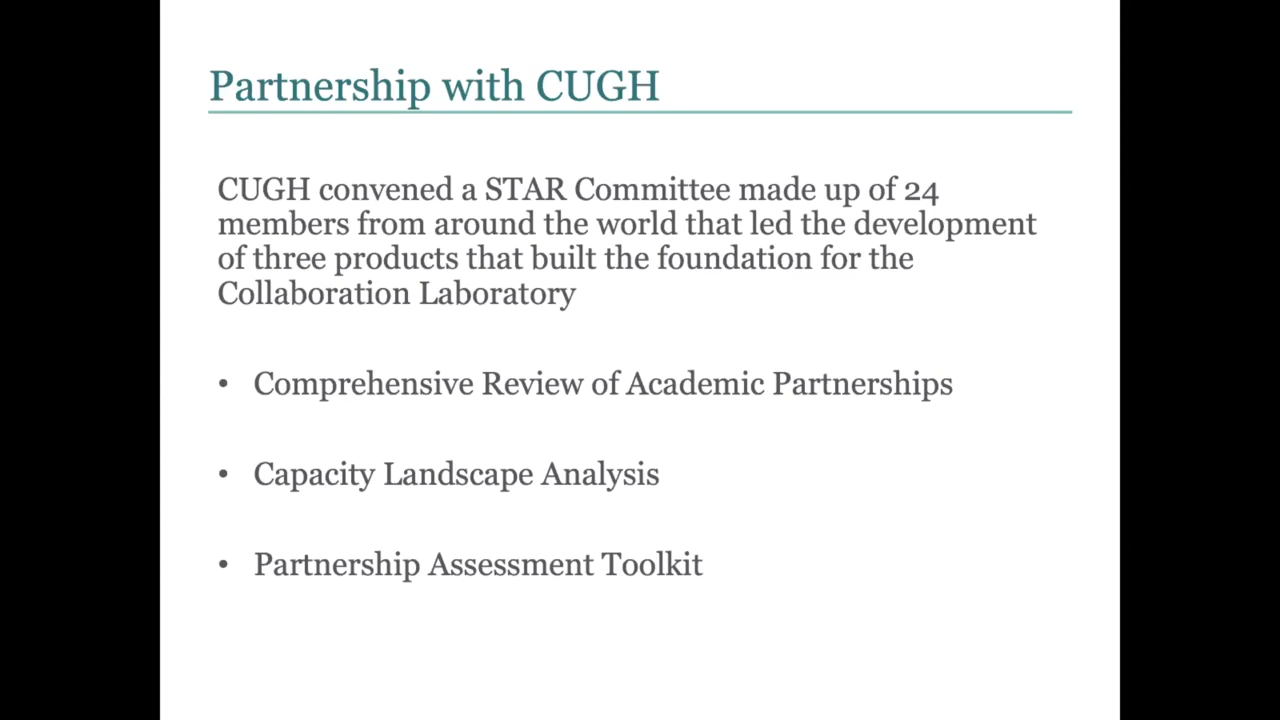 Partnership with CUGH
CUGH convened a STAR Committee made up of 24
members from around the world that led the development
of three products that built the foundation for the
Collaboration Laboratory
• Comprehensive Review of Academic Partnerships
• Capacity Landscape Analysis
• Partnership Assessment Toolkit